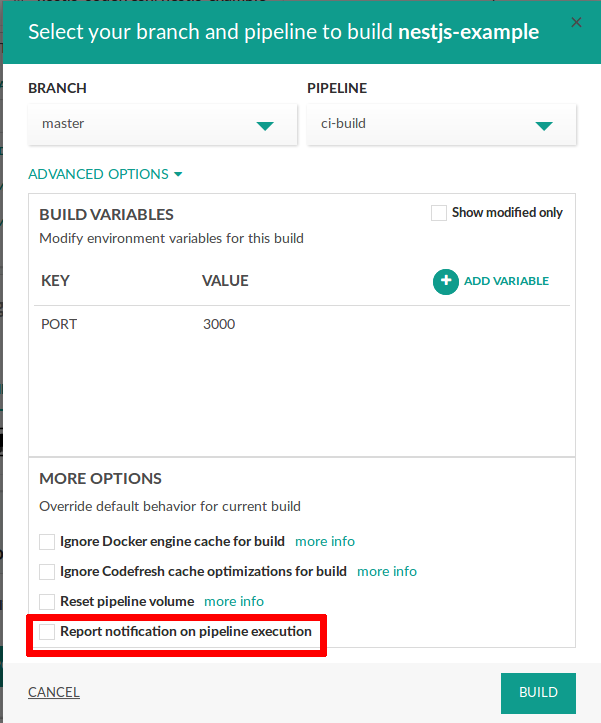 Select your branch and pipeline to build nestjs-example
BRANCH
PIPELINE
master
ci-build
ADVANCED OPTIONS
BUILD VARIABLES
Show modified only
Modify environment variables for this build
KEY
VALUE
ADD VARIABLE
PORT
3000
MORE OPTIONS
Override default behavior for current build
Ignore Docker engine cache for build more info
Ignore Codefresh cache optimizations for build more info
Reset pipeline volume more info
Report notification on pipeline execution
CANCEL
BUILD